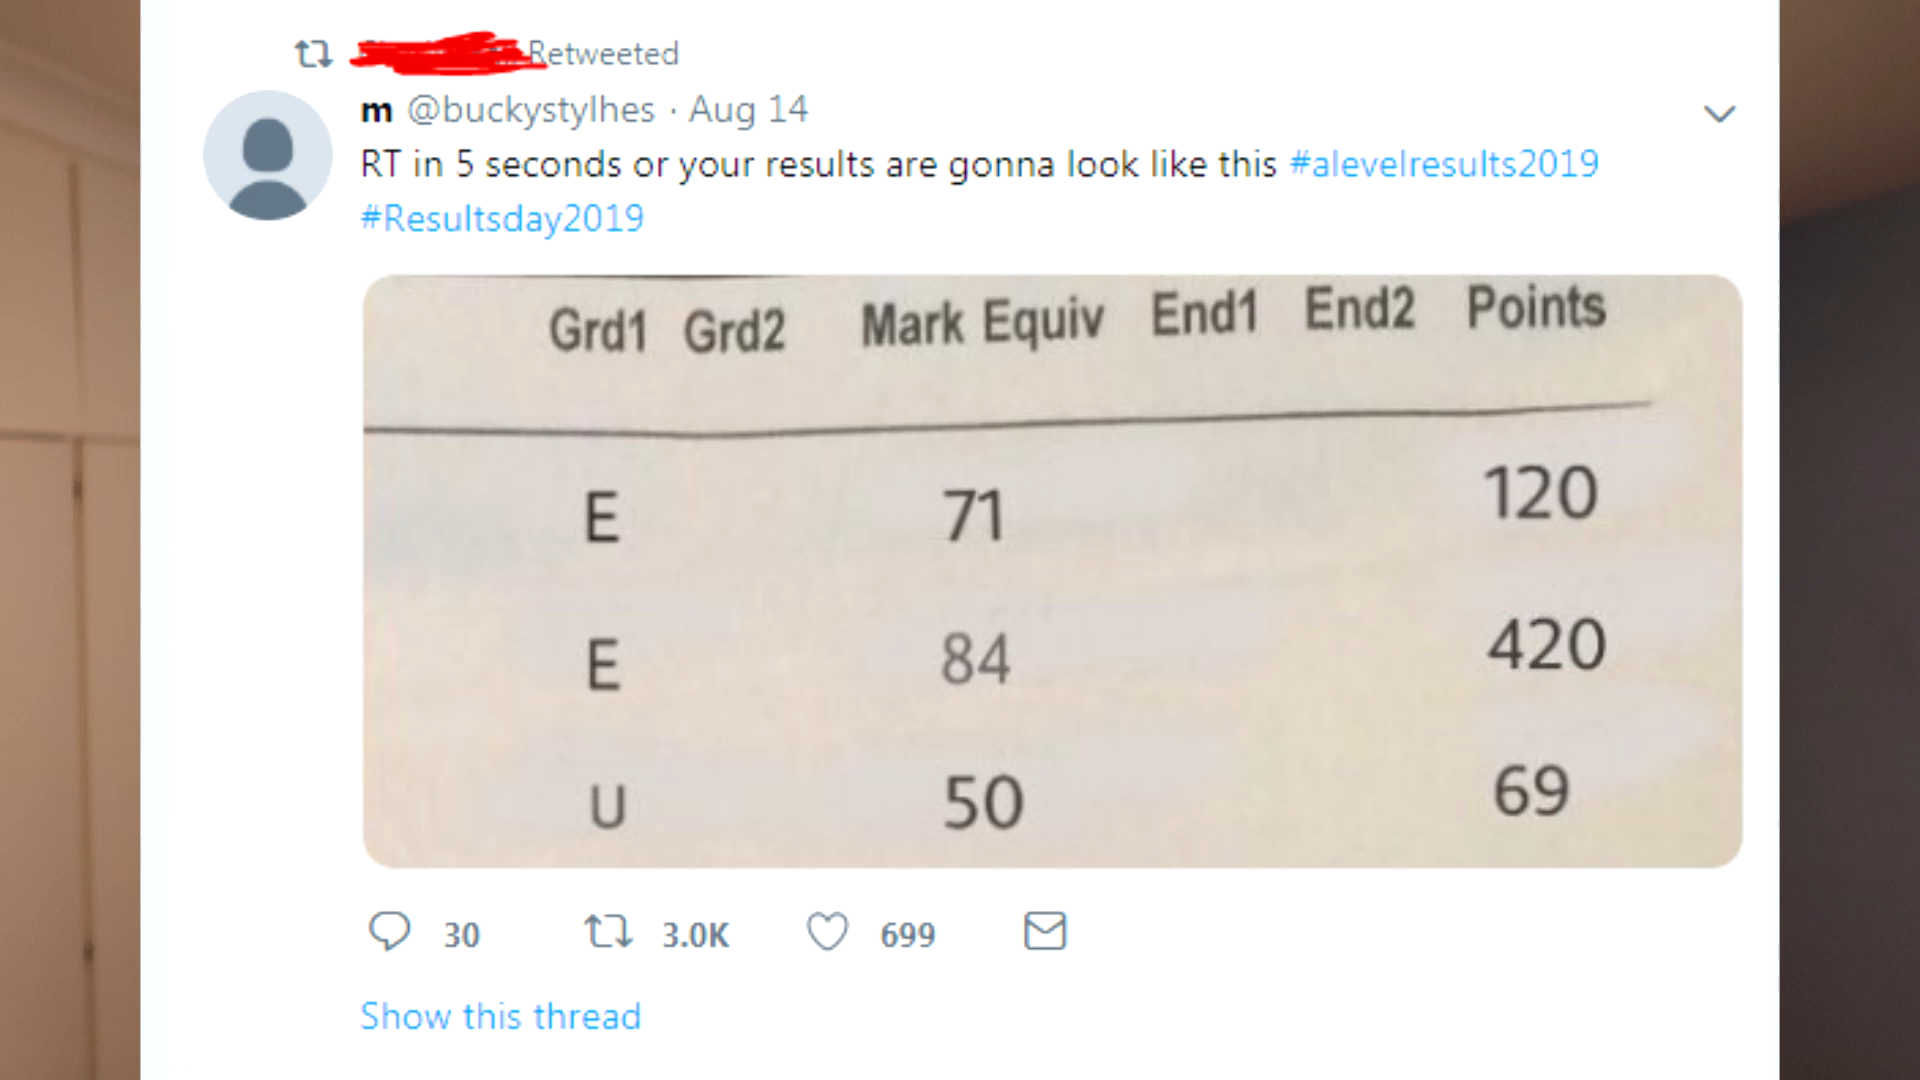 Retweeted
m @buckystylhes · Aug 14
RT in 5 seconds or your results are gonna look like this #alevelresults2019
#Resultsday2019
Grd1 Grd2 Mark Equiv End1 End2 Points
E 71 120
E 84 420
U 50 69
30 3.0K 699
Show this thread